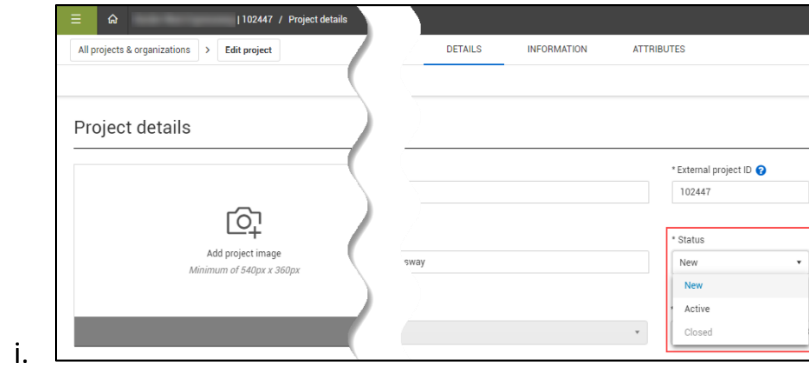 | 102447 / Project details
All projects & organizations > Edit project
DETAILS INFORMATION ATTRIBUTES
Project details
* External project ID ?
102447
Add project image
Minimum of 540px x 360px
* Status
New
New
Active
Closed
i.